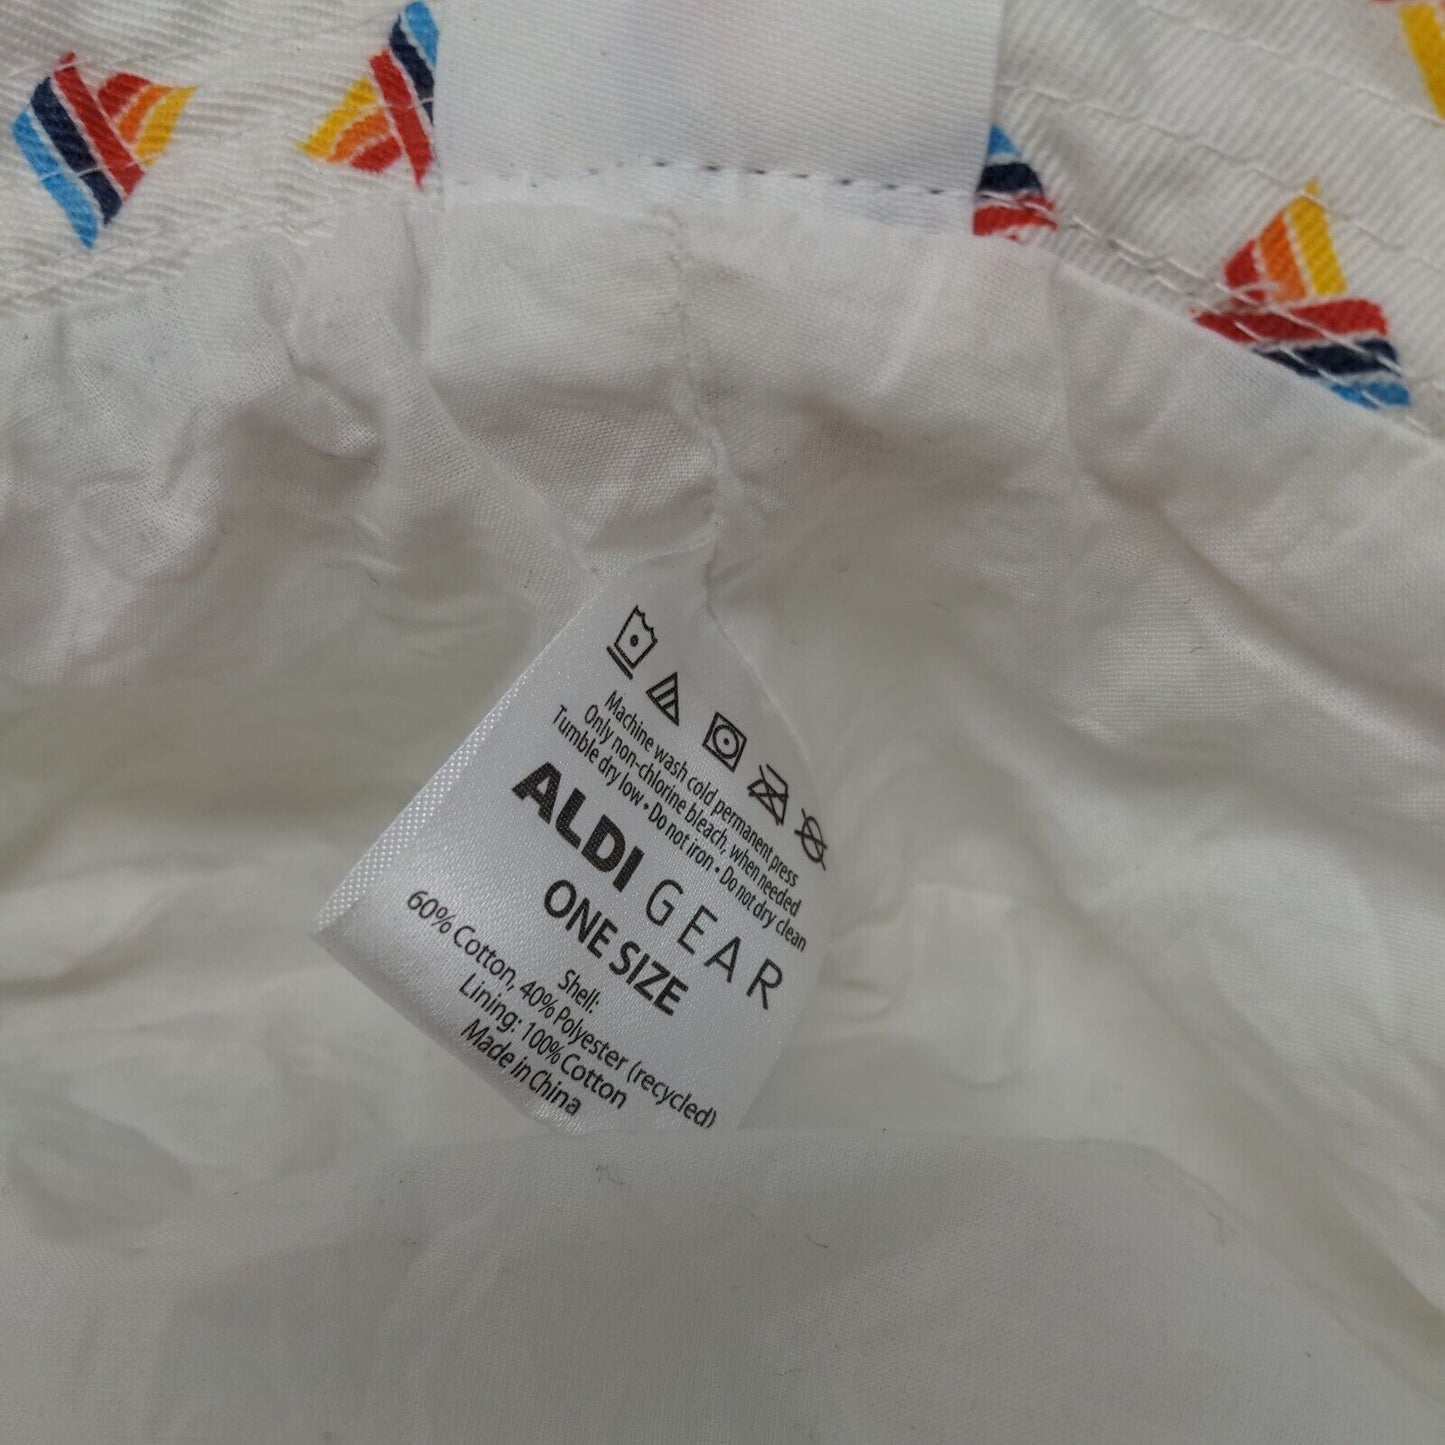 Machine wash cold permanent press
Only non-chlorine bleach, when needed
Tumble dry low • Do not iron • Do not dry clean
ALDI GEAR
ONE SIZE
Shell:
60% Cotton, 40% Polyester (recycled)
Lining: 100% Cotton
Made in China